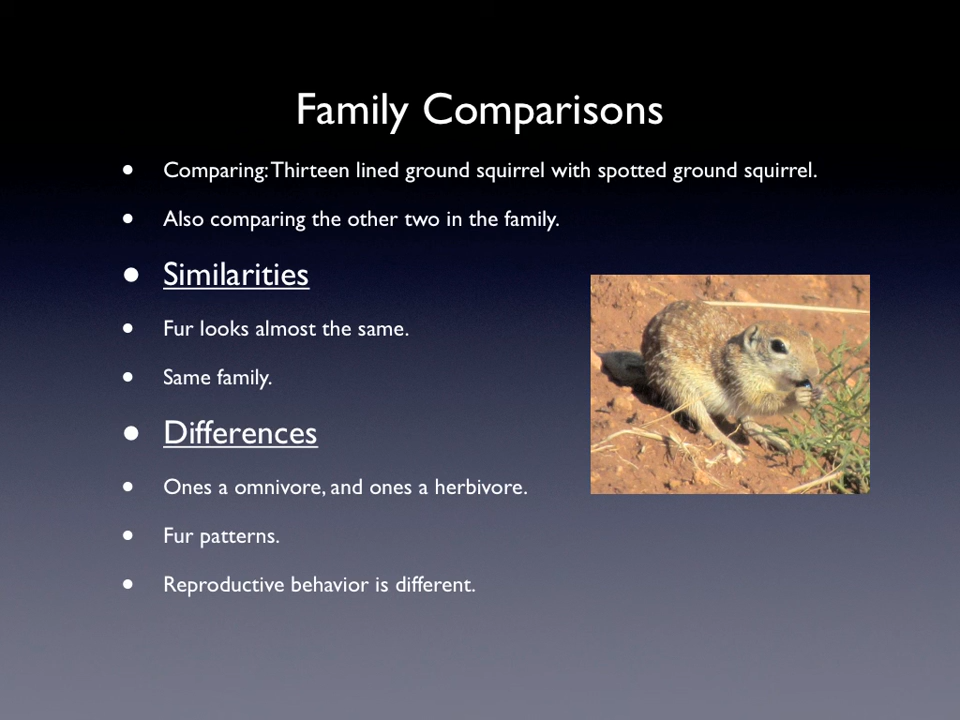 Family Comparisons
• Comparing: Thirteen lined ground squirrel with spotted ground squirrel.
• Also comparing the other two in the family.
• Similarities
• Fur looks almost the same.
• Same family.
• Differences
• Ones a omnivore, and ones a herbivore.
• Fur patterns.
• Reproductive behavior is different.